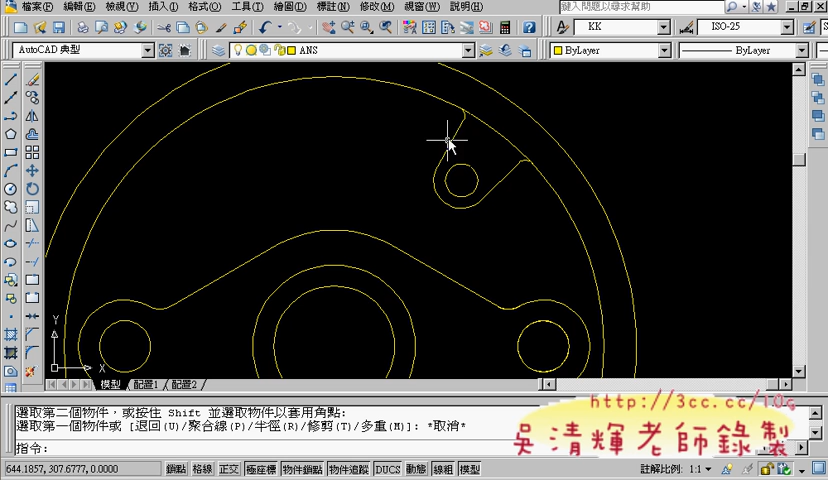 檔案(F) 編輯(E) 檢視(V) 插入(I) 格式(O) 工具(T) 繪圖(D) 標註(N) 修改(M) 視窗(W) 說明(H) 鍵入問題以尋求幫助
KK ISO-25
AutoCAD 典型 ANS ByLayer ByLayer
Y
X
模型 配置1 配置2
選取第二個物件，或按住 Shift 並選取物件以套用角點:
選取第一個物件或 [退回(U)/聚合線(P)/半徑(R)/修剪(T)/多重(M)]: *取消*
指令:
http://3cc.cc/10g
吳清輝老師錄製
644.1857, 307.6777, 0.0000 鎖點 格線 正交 極座標 物件鎖點 物件追蹤 DUCS 動態 線粗 模型 註解比例: 1:1